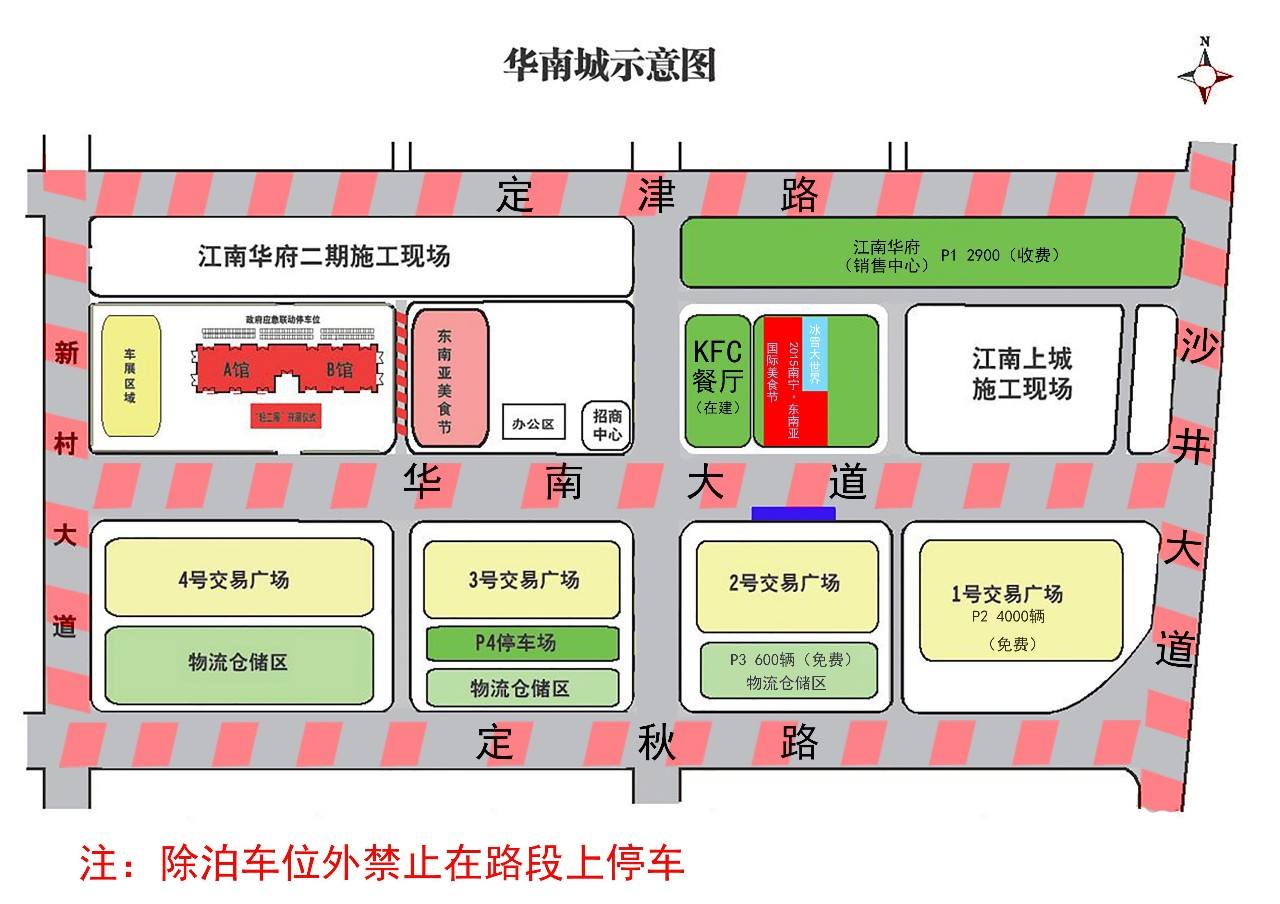 华南城示意图
N
定津路
江南华府二期施工现场
江南华府
（销售中心）
P1 2900（收费）
新村大道
车展区域
政府应急联动停车位
A馆
B馆
东南亚美食节
办公区
招商
中心
KFC
餐厅
（在建）
国际美食节
2015南宁·东南亚
冰雪大世界
江南上城
施工现场
沙井大道
华南大道
4号交易广场
物流仓储区
3号交易广场
P4停车场
物流仓储区
2号交易广场
P3 600辆（免费）
物流仓储区
1号交易广场
P2 4000辆
（免费）
定秋路
注：除泊车位外禁止在路段上停车